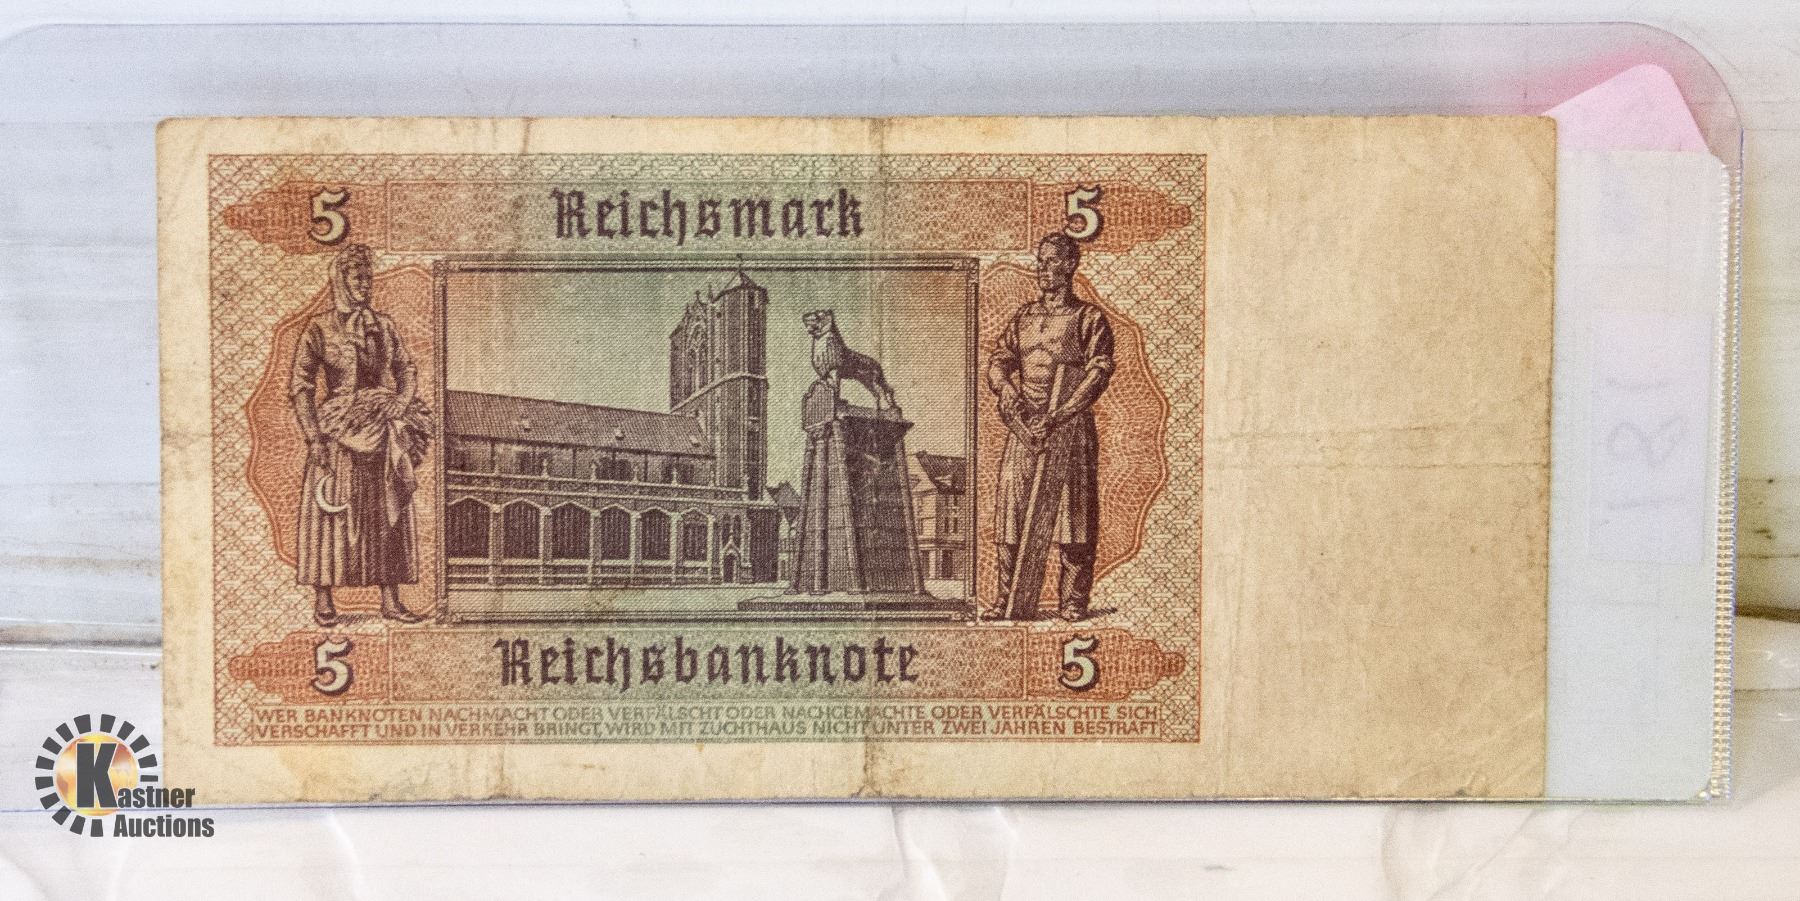 5 Reichsmark 5
5 Reichsbanknote 5
WER BANKNOTEN NACHMACHT ODER VERFÄLSCHT ODER NACHGEMACHTE ODER VERFÄLSCHTE SICH
VERSCHAFFT UND IN VERKEHR BRINGT, WIRD MIT ZUCHTHAUS NICHT UNTER ZWEI JAHREN BESTRAFT
Kastner
Auctions